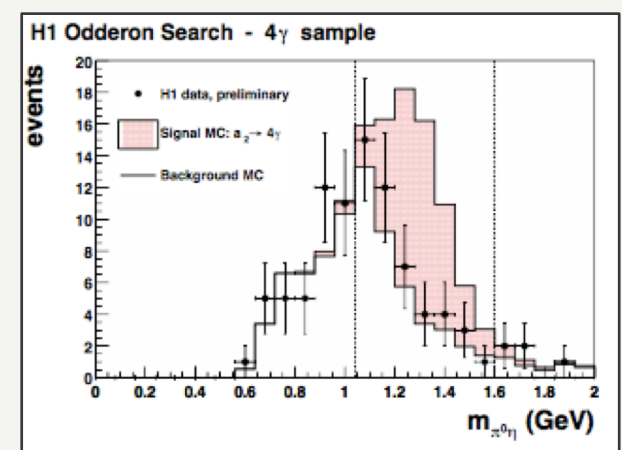 H1 Odderon Search - 4γ sample
events
20
18
16
14
12
10
8
6
4
2
0
H1 data, preliminary
Signal MC: a₂→ 4γ
Background MC
0 0.2 0.4 0.6 0.8 1 1.2 1.4 1.6 1.8 2
m_π⁰η (GeV)